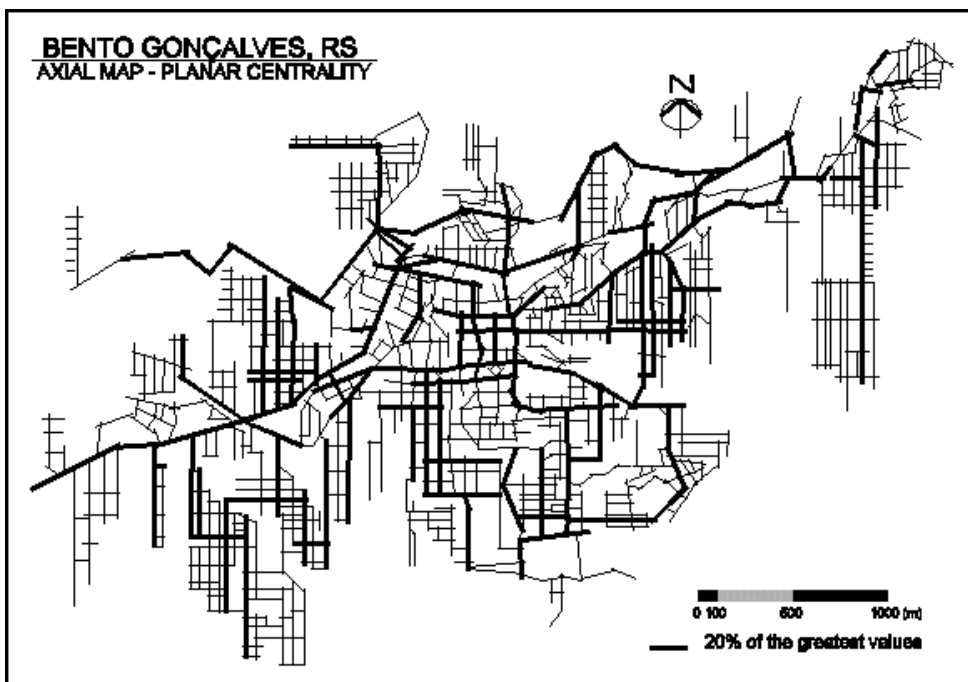 BENTO GONÇALVES, RS
AXIAL MAP - PLANAR CENTRALITY
N
0 100 500 1000 (m)
20% of the greatest values